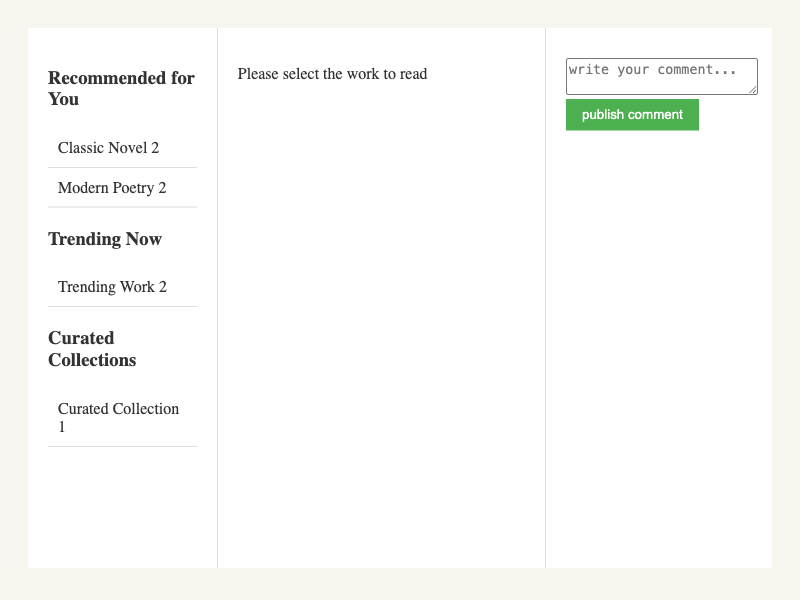 Recommended for
You
Classic Novel 2
Modern Poetry 2
Trending Now
Trending Work 2
Curated
Collections
Curated Collection
1
Please select the work to read
write your comment...
publish comment